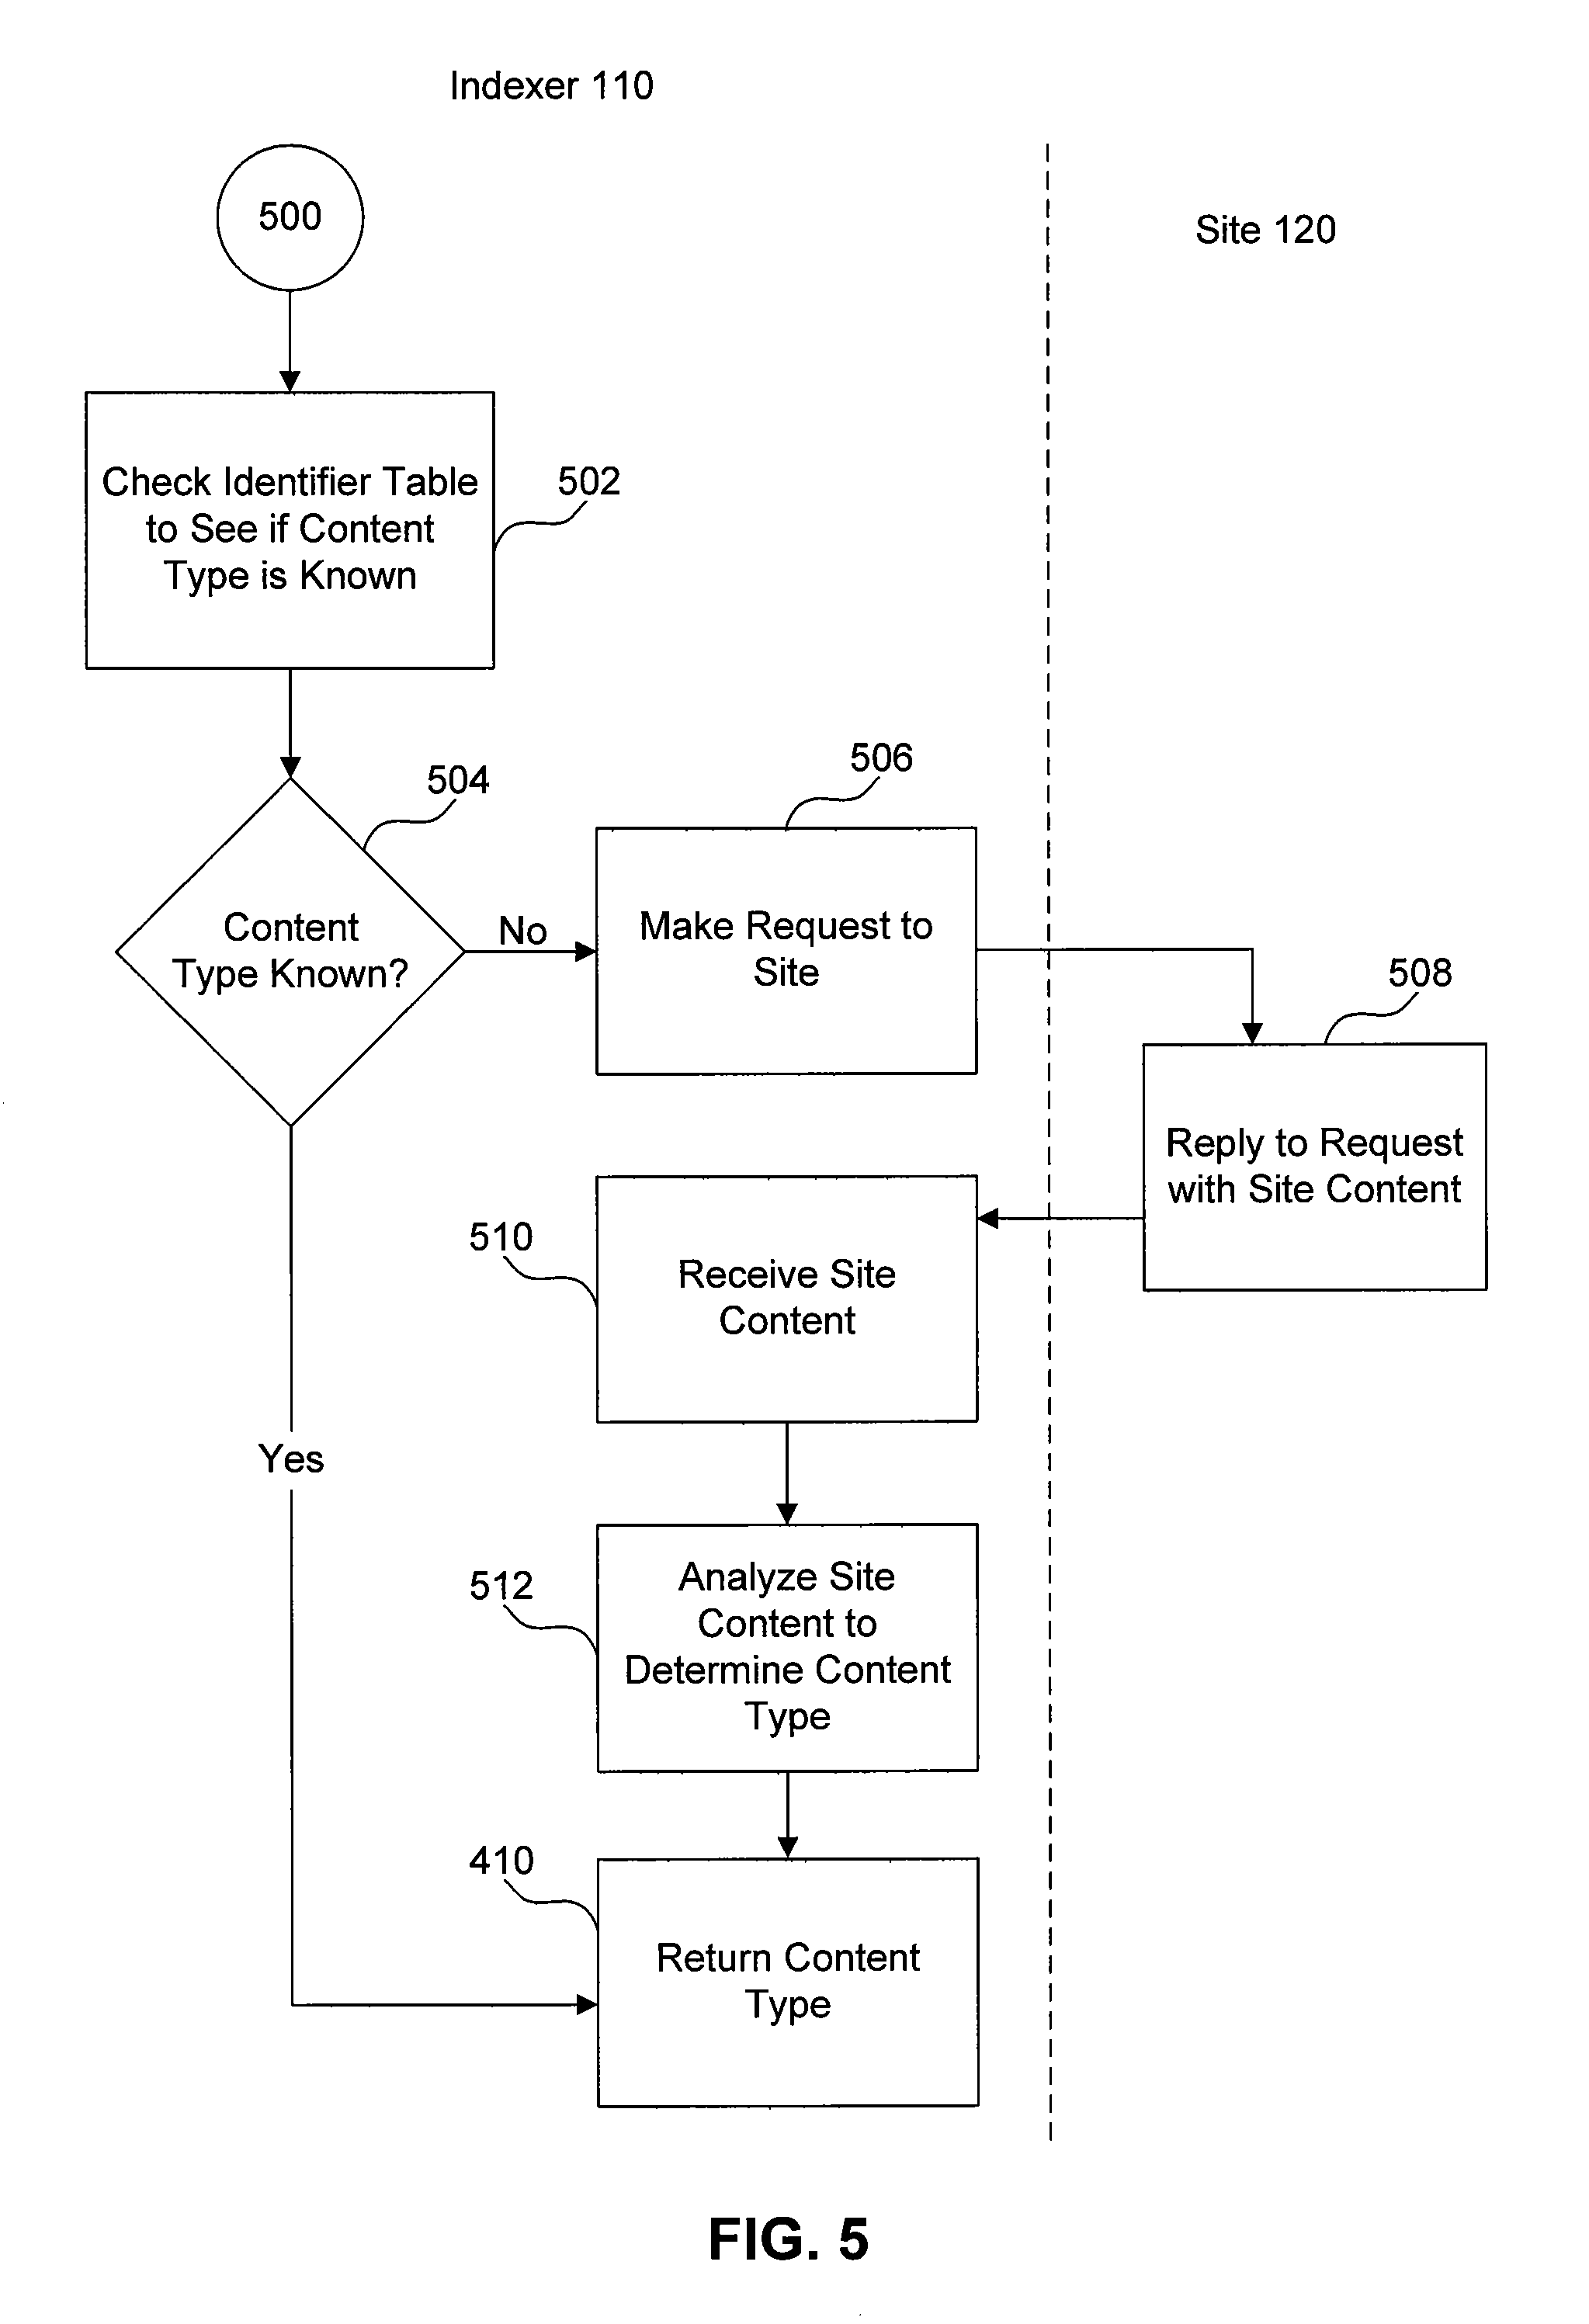 Indexer 110
500
Site 120
Check Identifier Table
to See if Content
Type is Known
502
504
Content
Type Known?
No
506
Make Request to
Site
508
Reply to Request
with Site Content
510
Receive Site
Content
Yes
512
Analyze Site
Content to
Determine Content
Type
410
Return Content
Type
FIG. 5